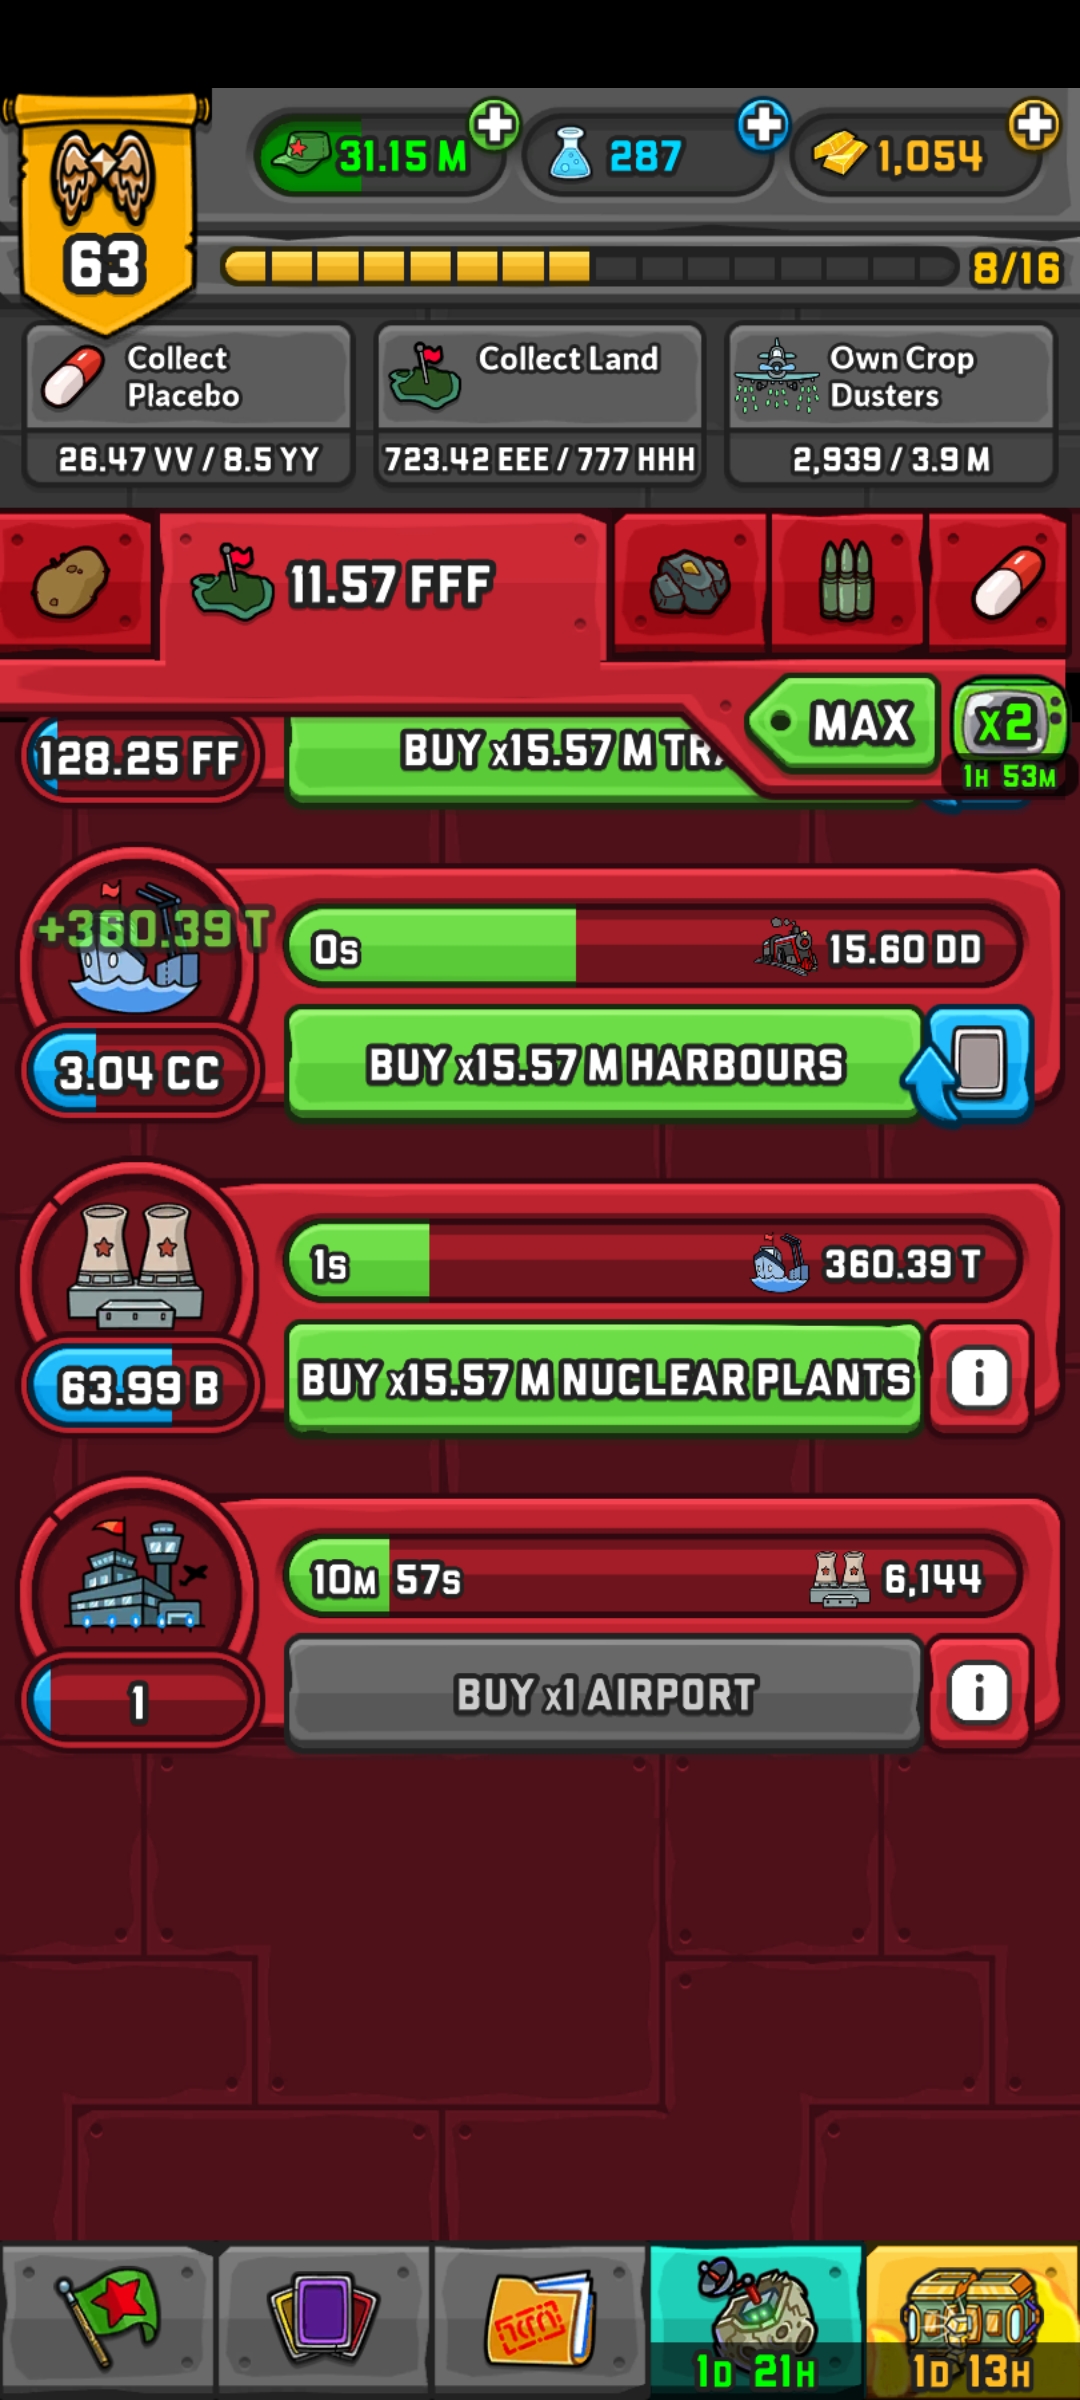 31.15 M
287
1,054
63
8/16
Collect
Placebo
26.47 VV / 8.5 YY
Collect Land
723.42 EEE / 777 HHH
Own Crop
Dusters
2,939 / 3.9 M
11.57 FFF
MAX
x2
1H 53M
128.25 FF
BUY x15.57 M
+360.39 T
0s
15.60 DD
3.04 CC
BUY x15.57 M HARBOURS
1s
360.39 T
63.99 B
BUY x15.57 M NUCLEAR PLANTS
i
10M 57s
6,144
1
BUY x1 AIRPORT
i
1D 21H
1D 13H